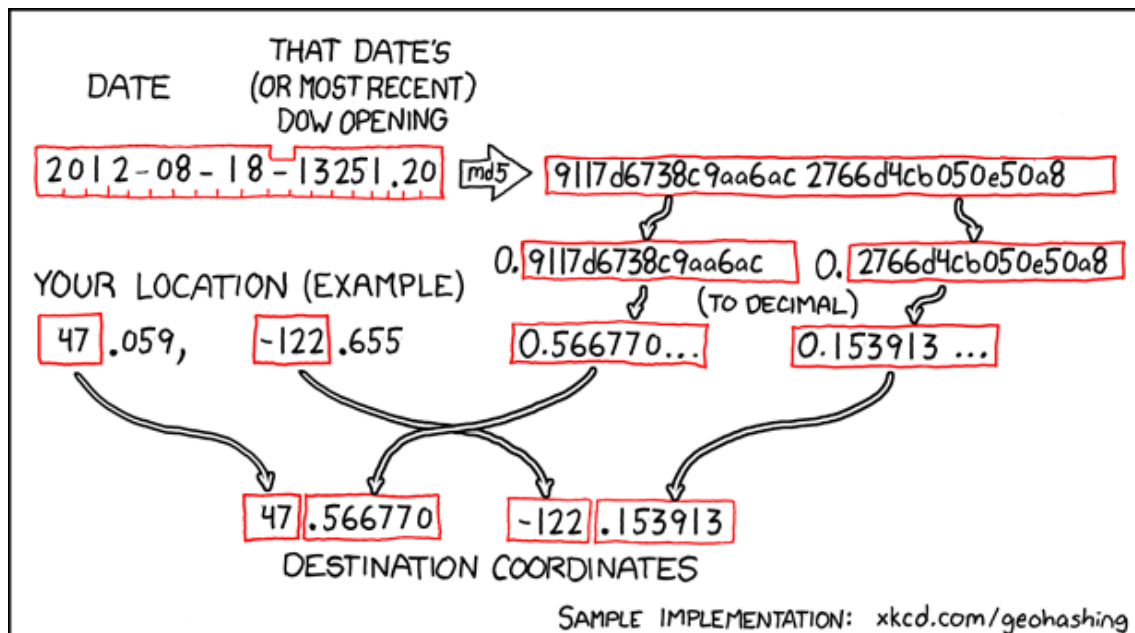 DATE
THAT DATE'S
(OR MOST RECENT)
DOW OPENING
2012-08-18-13251.20
md5
9117d6738c9aa6ac 2766d4cb050e50a8
0. 9117d6738c9aa6ac
0. 2766d4cb050e50a8
YOUR LOCATION (EXAMPLE)
(TO DECIMAL)
47 .059, -122 .655
0.566770...
0.153913 ...
47 .566770
-122 .153913
DESTINATION COORDINATES
SAMPLE IMPLEMENTATION: xkcd.com/geohashing